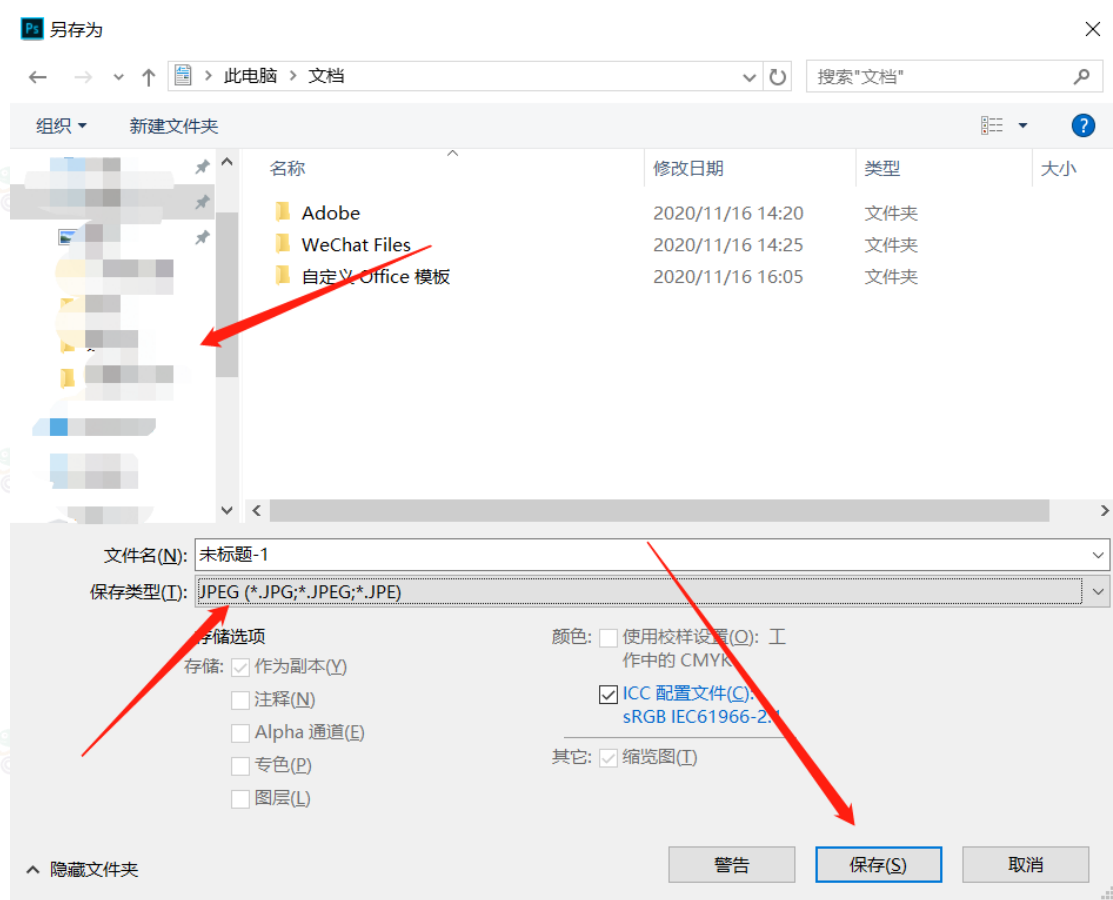 Ps 另存为
此电脑 > 文档
搜索"文档"
组织 新建文件夹 ?
名称 修改日期 类型 大小
Adobe 2020/11/16 14:20 文件夹
WeChat Files 2020/11/16 14:25 文件夹
自定义 Office 模板 2020/11/16 16:05 文件夹
文件名(N): 未标题-1
保存类型(T): JPEG (*.JPG;*.JPEG;*.JPE)
存储选项
存储: 作为副本(Y)
注释(N)
Alpha 通道(E)
专色(P)
图层(L)
颜色: 使用校样设置(O): 工
作中的 CMYK
ICC 配置文件(C):
sRGB IEC61966-2.1
其它: 缩览图(T)
隐藏文件夹 警告 保存(S) 取消